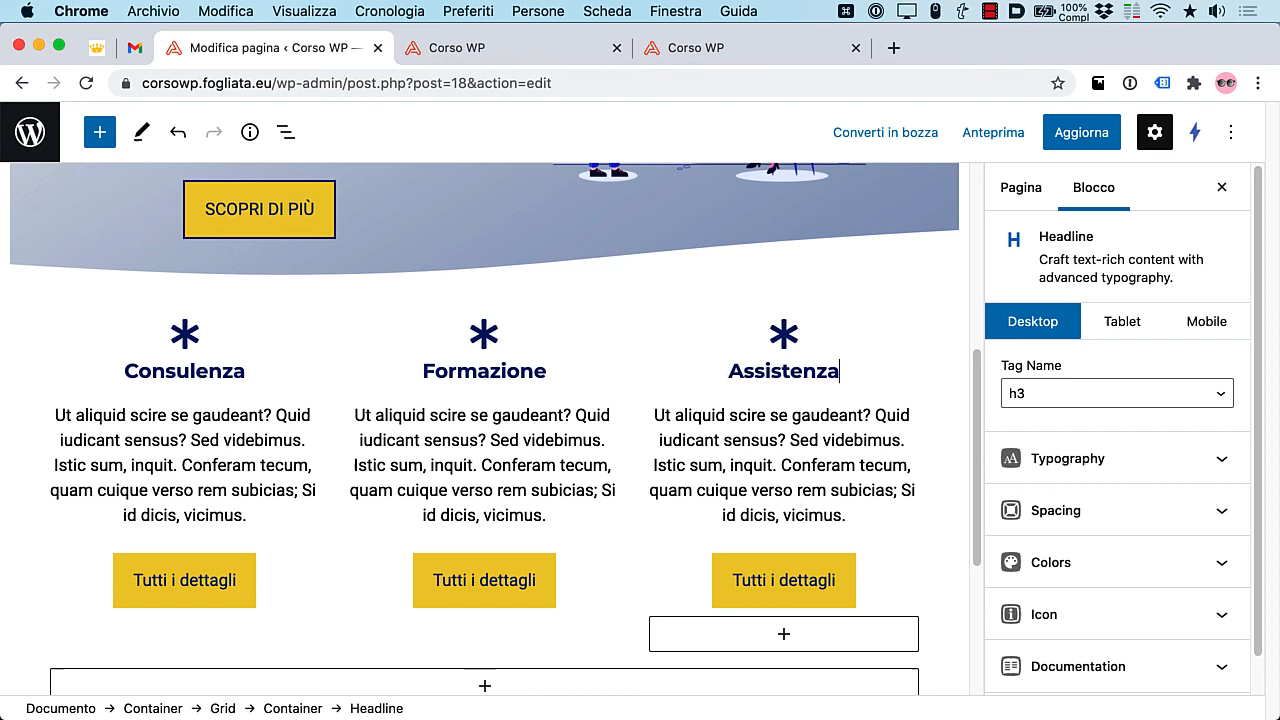 Chrome Archivio Modifica Visualizza Cronologia Preferiti Persone Scheda Finestra Guida 100% Compl
Modifica pagina ‹ Corso WP — Corso WP Corso WP
corsowp.fogliata.eu/wp-admin/post.php?post=18&action=edit
Converti in bozza Anteprima Aggiorna
SCOPRI DI PIÙ
Pagina Blocco
Headline
Craft text-rich content with
advanced typography.
Desktop Tablet Mobile
Tag Name
h3
Typography
Spacing
Colors
Icon
Documentation
Consulenza
Ut aliquid scire se gaudeant? Quid
iudicant sensus? Sed videbimus.
Istic sum, inquit. Conferam tecum,
quam cuique verso rem subicias; Si
id dicis, vicimus.
Tutti i dettagli
Formazione
Ut aliquid scire se gaudeant? Quid
iudicant sensus? Sed videbimus.
Istic sum, inquit. Conferam tecum,
quam cuique verso rem subicias; Si
id dicis, vicimus.
Tutti i dettagli
Assistenza
Ut aliquid scire se gaudeant? Quid
iudicant sensus? Sed videbimus.
Istic sum, inquit. Conferam tecum,
quam cuique verso rem subicias; Si
id dicis, vicimus.
Tutti i dettagli
Documento → Container → Grid → Container → Headline